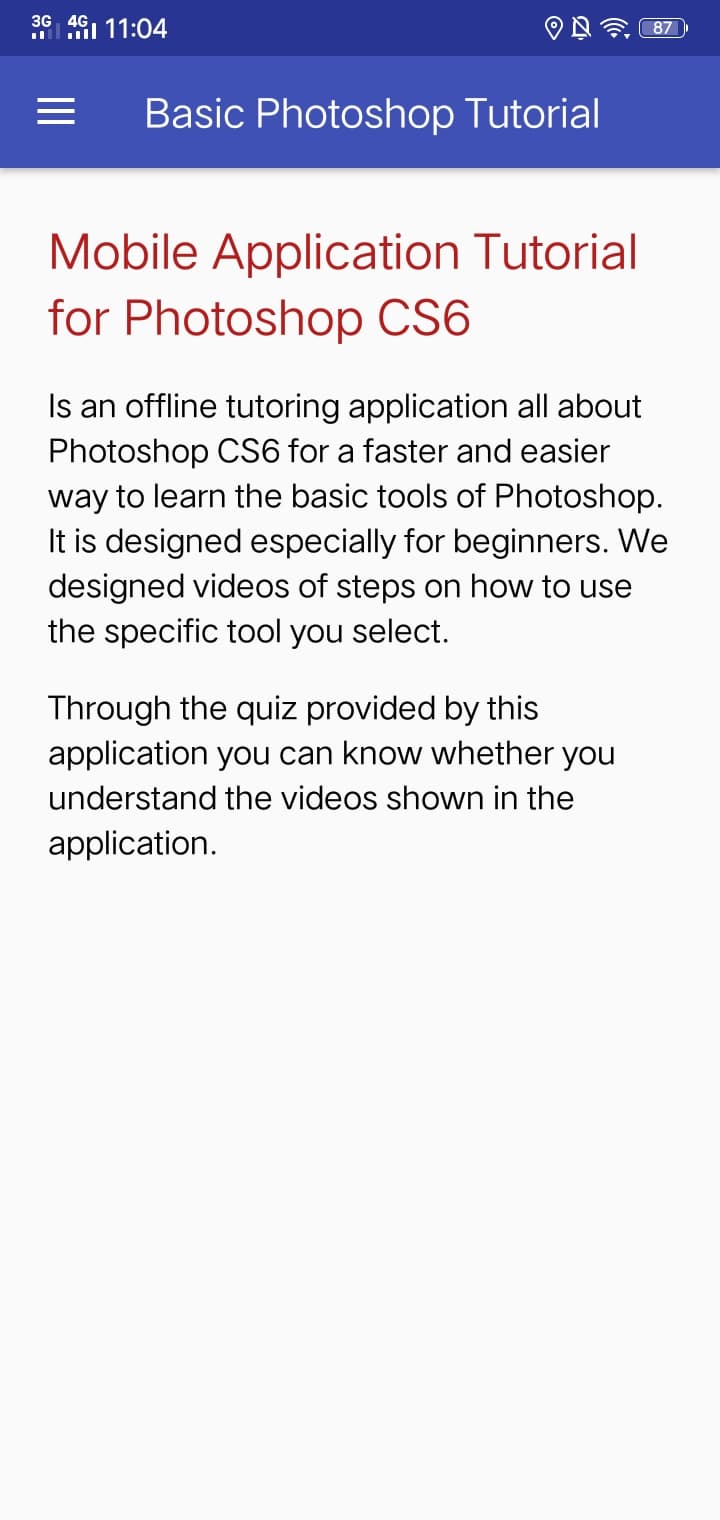 3G 4G 11:04 87
Basic Photoshop Tutorial
Mobile Application Tutorial
for Photoshop CS6
Is an offline tutoring application all about
Photoshop CS6 for a faster and easier
way to learn the basic tools of Photoshop.
It is designed especially for beginners. We
designed videos of steps on how to use
the specific tool you select.
Through the quiz provided by this
application you can know whether you
understand the videos shown in the
application.